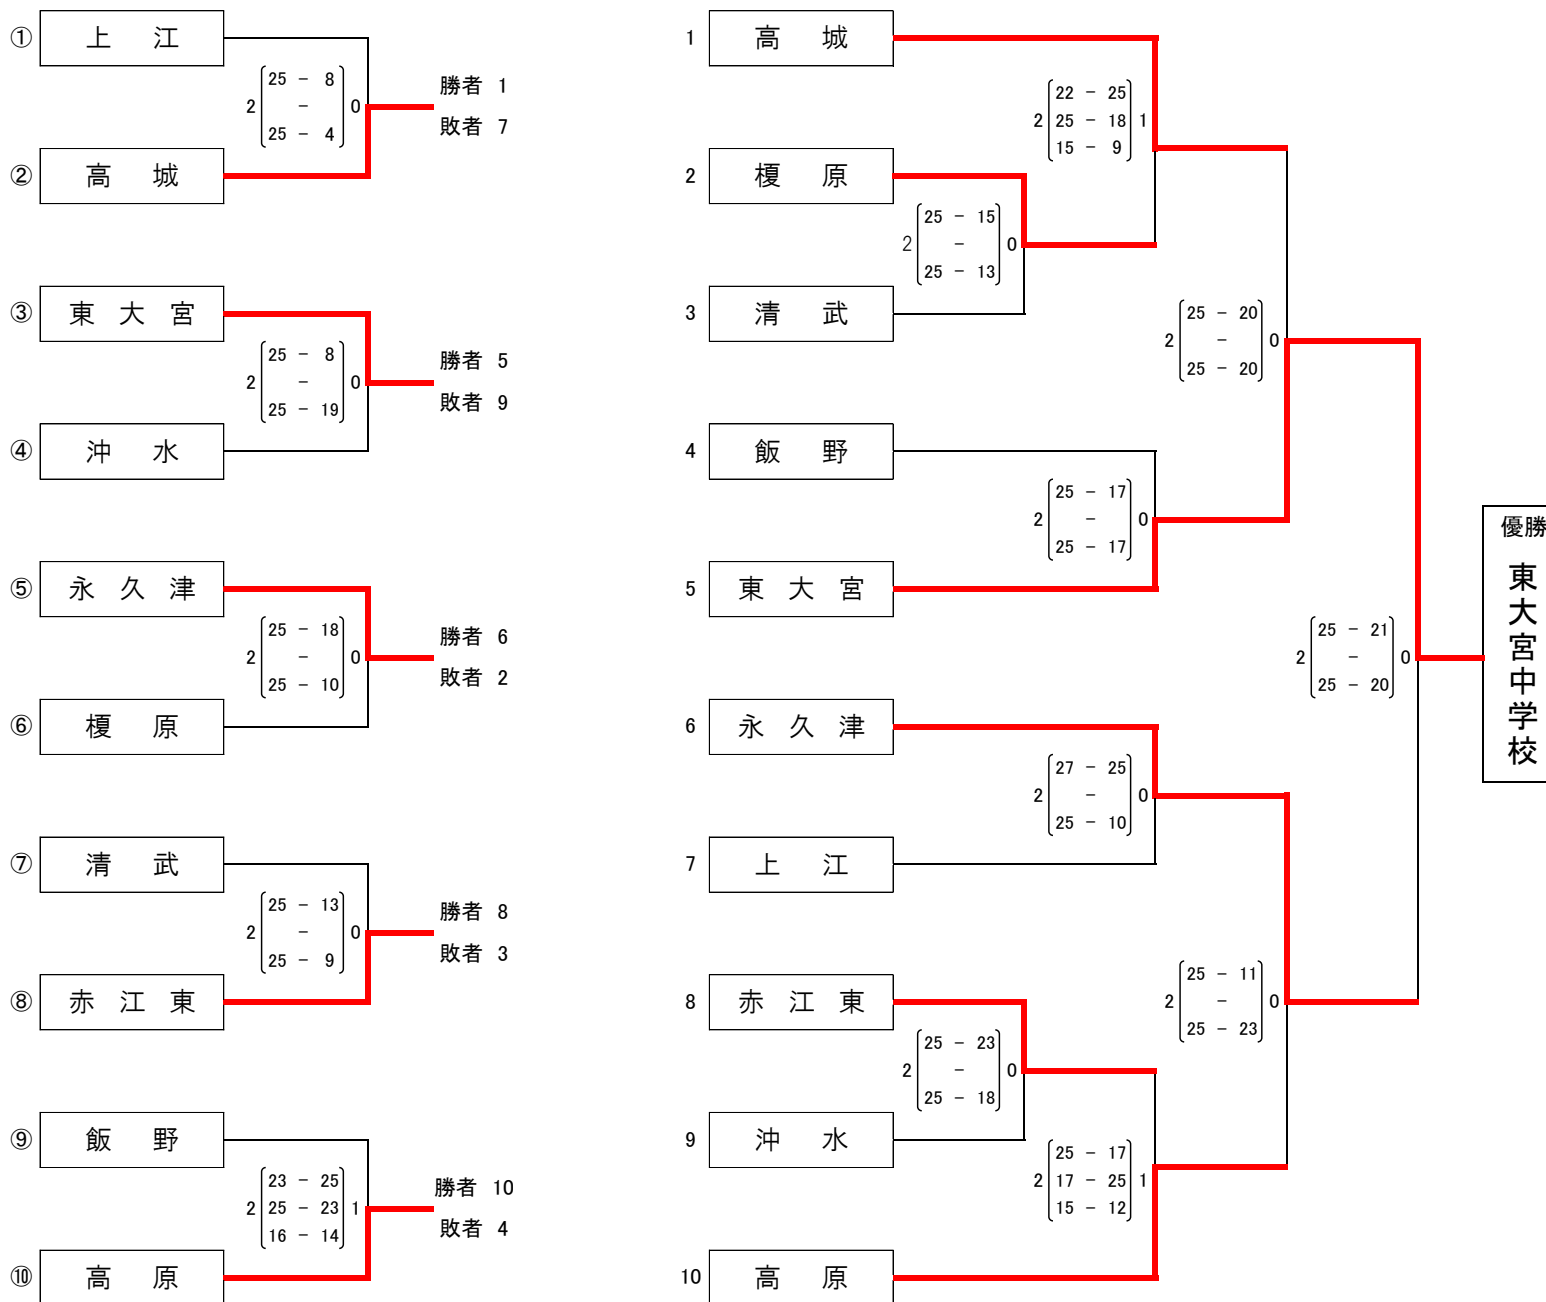 ① 上 江
25 - 8
2 - 0
25 - 4
勝者 1
敗者 7
② 高 城
③ 東 大 宮
25 - 8
2 - 0
25 - 19
勝者 5
敗者 9
④ 沖 水
⑤ 永 久 津
25 - 18
2 - 0
25 - 10
勝者 6
敗者 2
⑥ 榎 原
⑦ 清 武
25 - 13
2 - 0
25 - 9
勝者 8
敗者 3
⑧ 赤 江 東
⑨ 飯 野
23 - 25
2 25 - 23 1
16 - 14
勝者 10
敗者 4
⑩ 高 原
1 高 城
22 - 25
2 25 - 18 1
15 - 9
2 榎 原
25 - 15
2 - 0
25 - 13
3 清 武
25 - 20
2 - 0
25 - 20
4 飯 野
25 - 17
2 - 0
25 - 17
5 東 大 宮
25 - 21
2 - 0
25 - 20
6 永 久 津
27 - 25
2 - 0
25 - 10
7 上 江
25 - 11
2 - 0
25 - 23
8 赤 江 東
25 - 23
2 - 0
25 - 18
9 沖 水
25 - 17
2 17 - 25 1
15 - 12
10 高 原
優勝
東大宮中学校